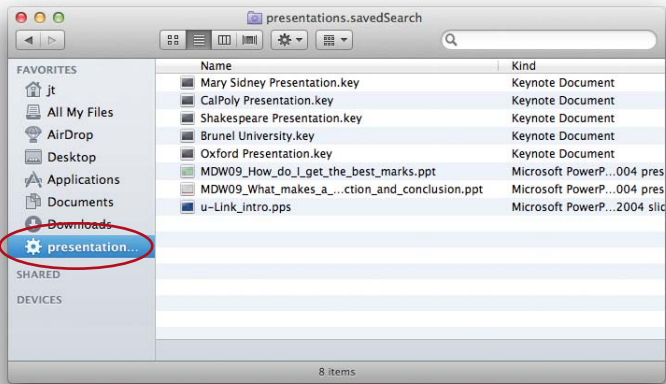 presentations.savedSearch
FAVORITES
jt
All My Files
AirDrop
Desktop
Applications
Documents
Downloads
presentation...
SHARED
DEVICES
Name Kind
Mary Sidney Presentation.key Keynote Document
CalPoly Presentation.key Keynote Document
Shakespeare Presentation.key Keynote Document
Brunel University.key Keynote Document
Oxford Presentation.key Keynote Document
MDW09_How_do_I_get_the_best_marks.ppt Microsoft PowerP...004 pres
MDW09_What_makes_a_...ction_and_conclusion.ppt Microsoft PowerP...004 pres
u-Link_intro.pps Microsoft PowerP...2004 slid
8 items